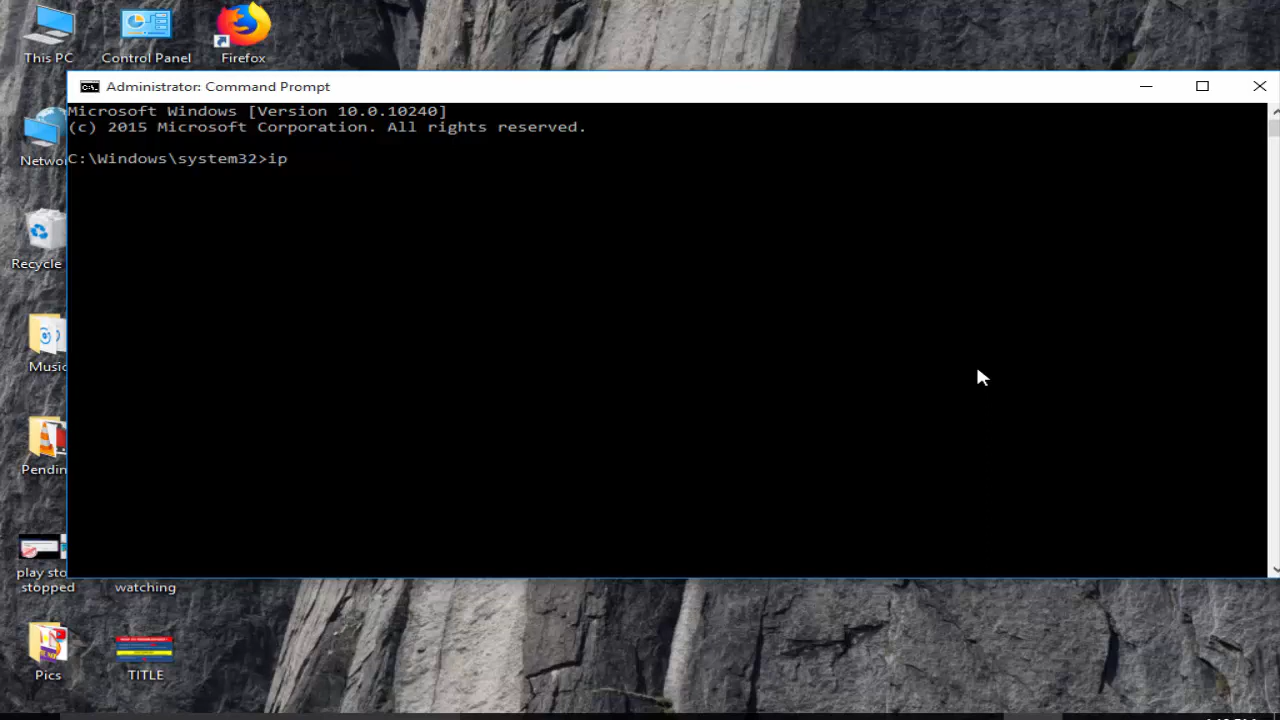 This PC
Control Panel
Firefox
Administrator: Command Prompt
Microsoft Windows [Version 10.0.10240]
(c) 2015 Microsoft Corporation. All rights reserved.
C:\Windows\system32>ip
Netwo
Recycle
Music
Pendin
play sto
stopped
watching
Pics
TITLE